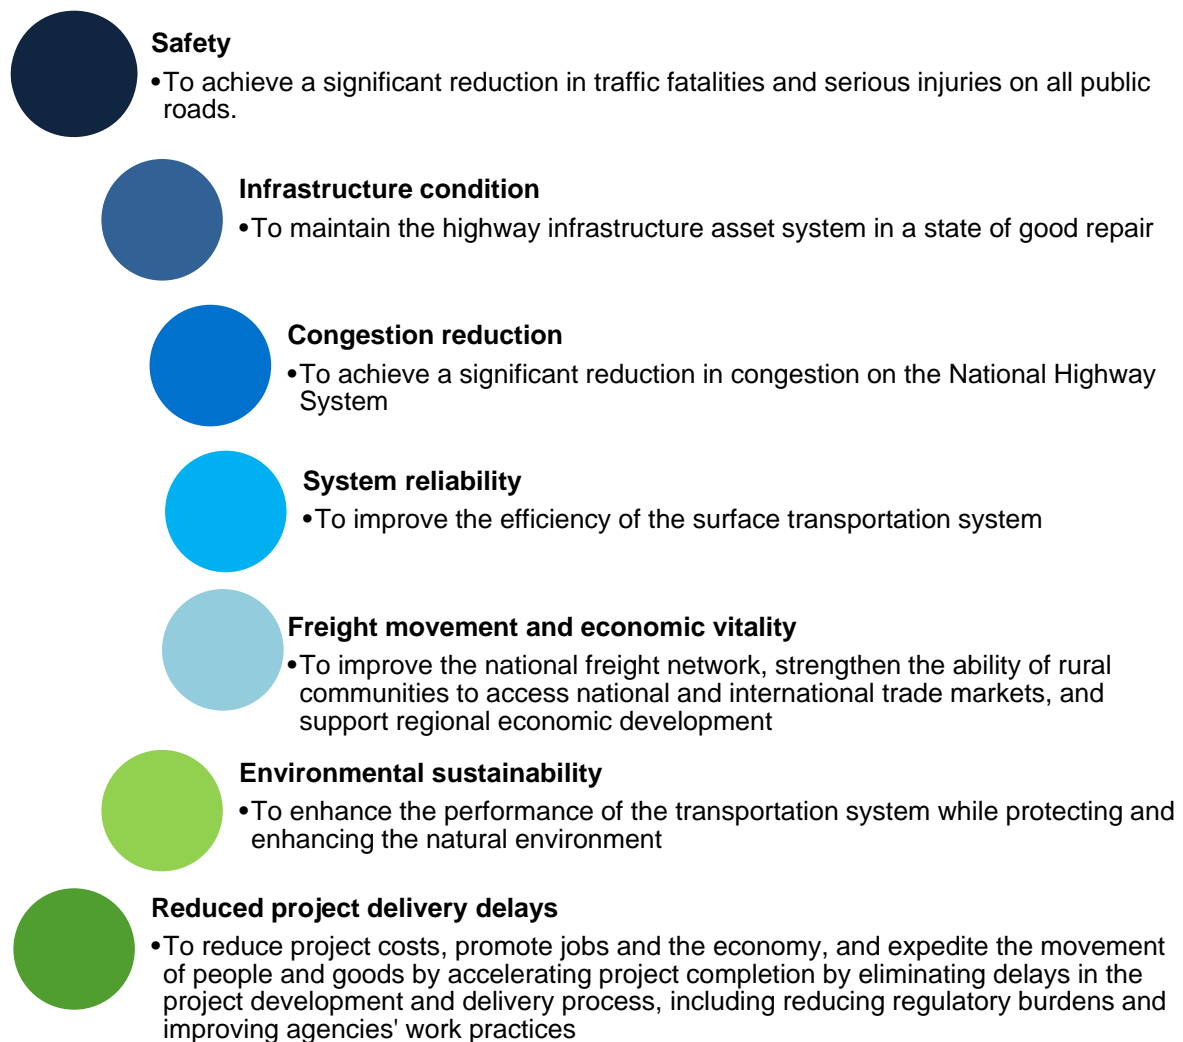 Safety
•To achieve a significant reduction in traffic fatalities and serious injuries on all public
roads.
Infrastructure condition
•To maintain the highway infrastructure asset system in a state of good repair
Congestion reduction
•To achieve a significant reduction in congestion on the National Highway
System
System reliability
•To improve the efficiency of the surface transportation system
Freight movement and economic vitality
•To improve the national freight network, strengthen the ability of rural
communities to access national and international trade markets, and
support regional economic development
Environmental sustainability
•To enhance the performance of the transportation system while protecting and
enhancing the natural environment
Reduced project delivery delays
•To reduce project costs, promote jobs and the economy, and expedite the movement
of people and goods by accelerating project completion by eliminating delays in the
project development and delivery process, including reducing regulatory burdens and
improving agencies' work practices